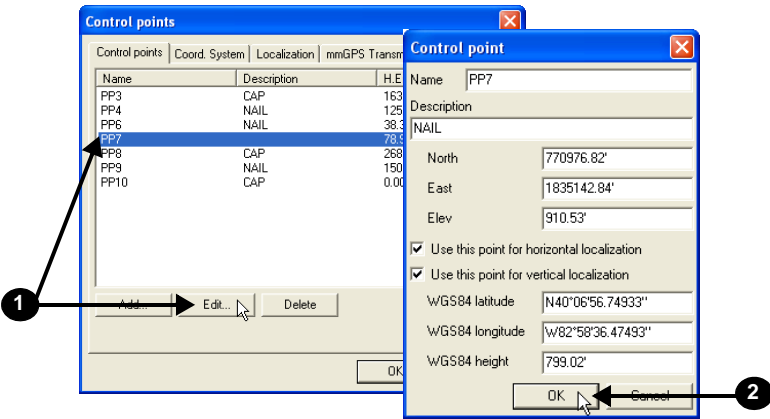 Control points
Control points Coord. System Localization mmGPS Transm
Name Description H.E
PP3 CAP 163
PP4 NAIL 125
PP6 NAIL 38.3
PP7 78.9
PP8 CAP 268
PP9 NAIL 150
PP10 CAP 0.00
Add... Edit... Delete
OK
1
Control point
Name PP7
Description
NAIL
North 770976.82'
East 1835142.84'
Elev 910.53'
Use this point for horizontal localization
Use this point for vertical localization
WGS84 latitude N40°06'56.74933"
WGS84 longitude W82°58'36.47493"
WGS84 height 799.02'
OK Cancel
2